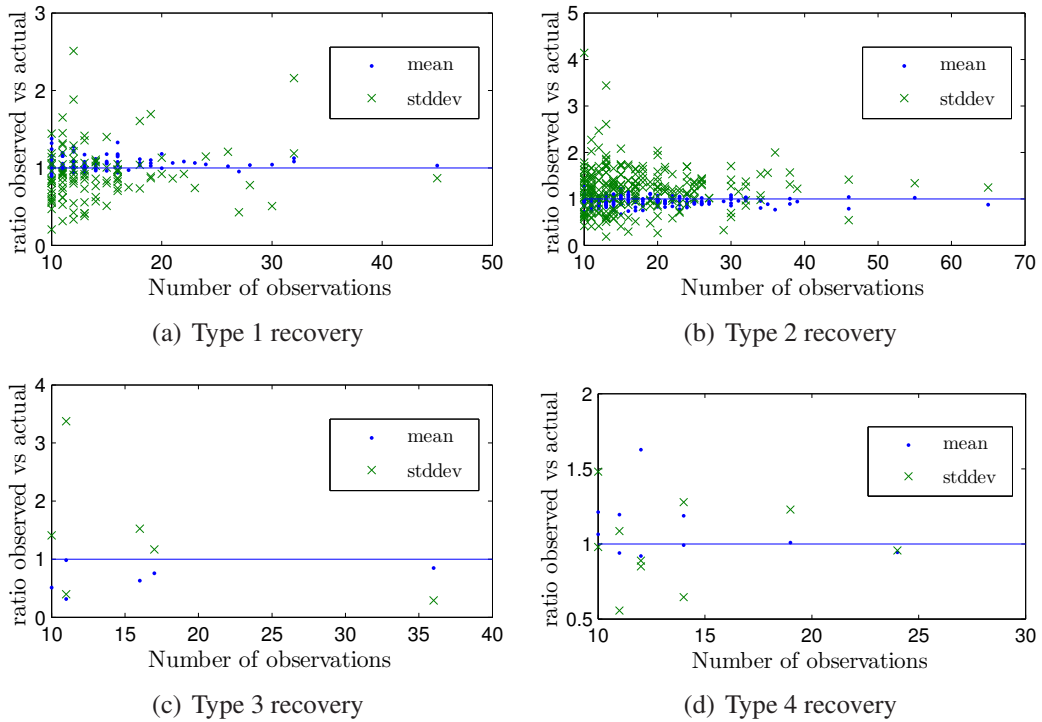 3
2
1
0
10
20
30
40
50
ratio observed vs actual
Number of observations
mean
stddev
(a) Type 1 recovery
5
4
3
2
1
0
10
20
30
40
50
60
70
ratio observed vs actual
Number of observations
mean
stddev
(b) Type 2 recovery
4
3
2
1
0
10
15
20
25
30
35
40
ratio observed vs actual
Number of observations
mean
stddev
(c) Type 3 recovery
2
1.5
1
0.5
10
15
20
25
30
ratio observed vs actual
Number of observations
mean
stddev
(d) Type 4 recovery